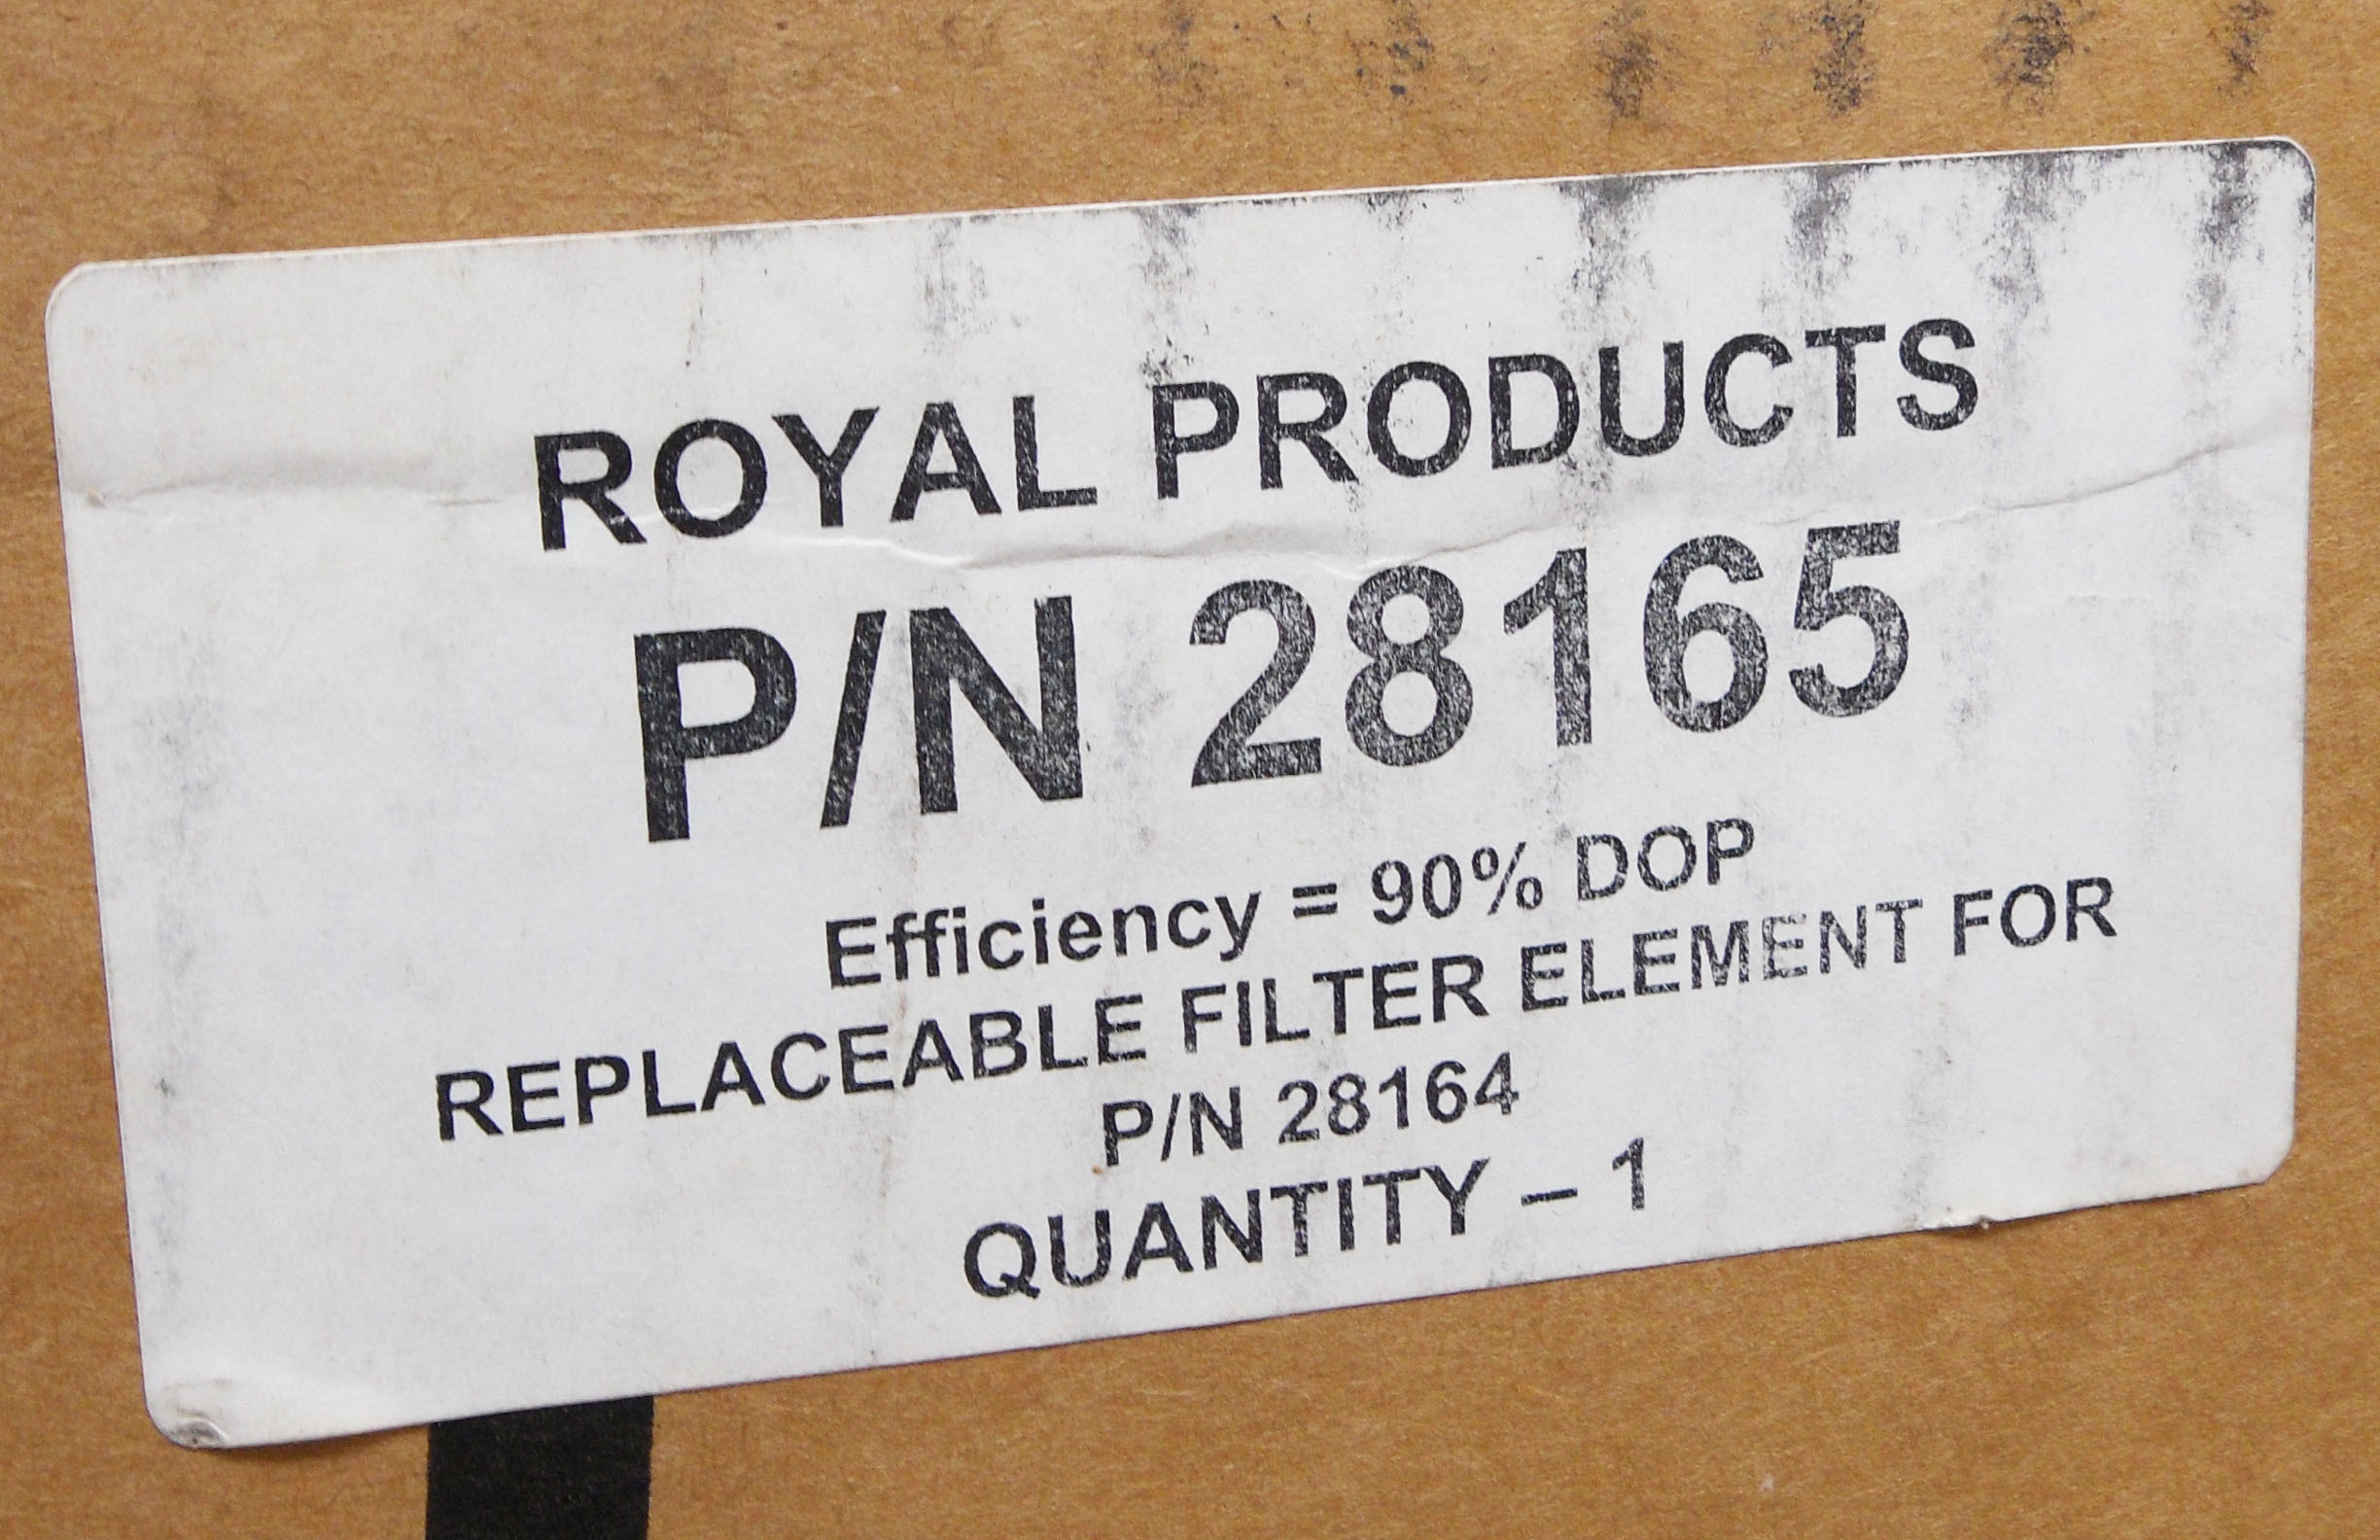 ROYAL PRODUCTS
P/N 28165
Efficiency = 90% DOP
REPLACEABLE FILTER ELEMENT FOR
P/N 28164
QUANTITY – 1